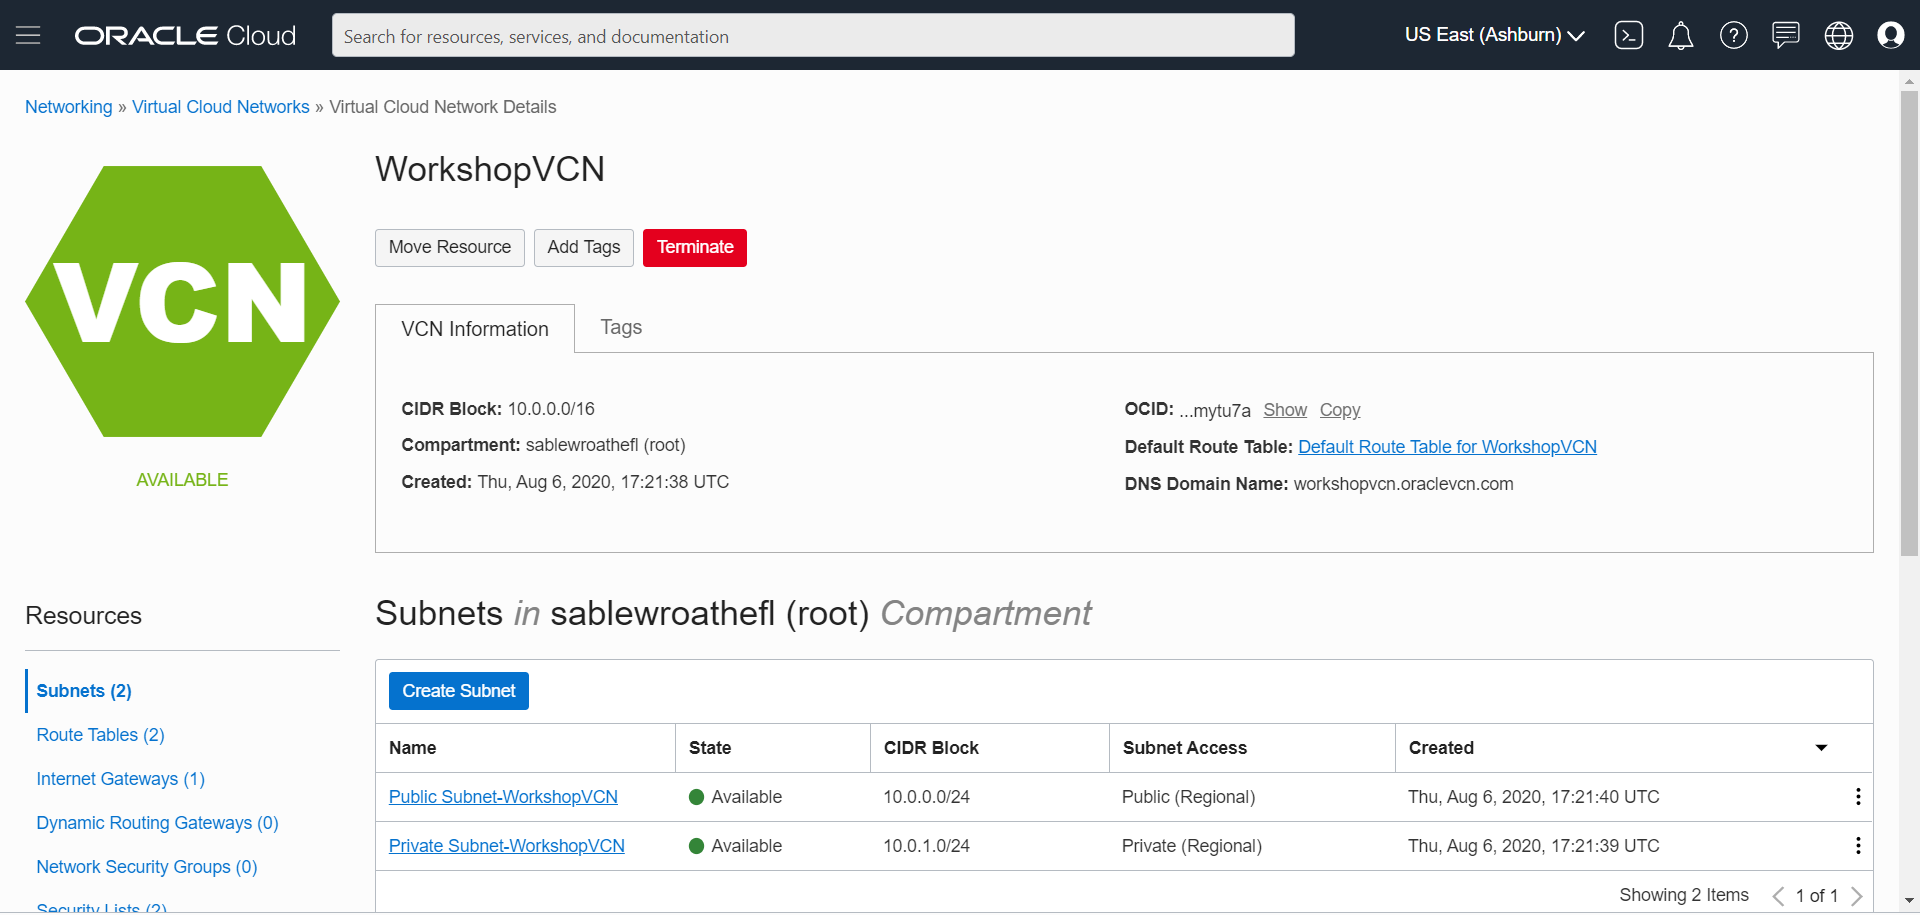 ORACLE Cloud
Search for resources, services, and documentation
US East (Ashburn)
Networking » Virtual Cloud Networks » Virtual Cloud Network Details
VCN
AVAILABLE
WorkshopVCN
Move Resource
Add Tags
Terminate
VCN Information
Tags
CIDR Block: 10.0.0.0/16
Compartment: sablewroathefl (root)
Created: Thu, Aug 6, 2020, 17:21:38 UTC
OCID: ...mytu7a Show Copy
Default Route Table: Default Route Table for WorkshopVCN
DNS Domain Name: workshopvcn.oraclevcn.com
Resources
Subnets (2)
Route Tables (2)
Internet Gateways (1)
Dynamic Routing Gateways (0)
Network Security Groups (0)
Security Lists (2)
Subnets in sablewroathefl (root) Compartment
Create Subnet
Name State CIDR Block Subnet Access Created
Public Subnet-WorkshopVCN Available 10.0.0.0/24 Public (Regional) Thu, Aug 6, 2020, 17:21:40 UTC
Private Subnet-WorkshopVCN Available 10.0.1.0/24 Private (Regional) Thu, Aug 6, 2020, 17:21:39 UTC
Showing 2 Items 1 of 1